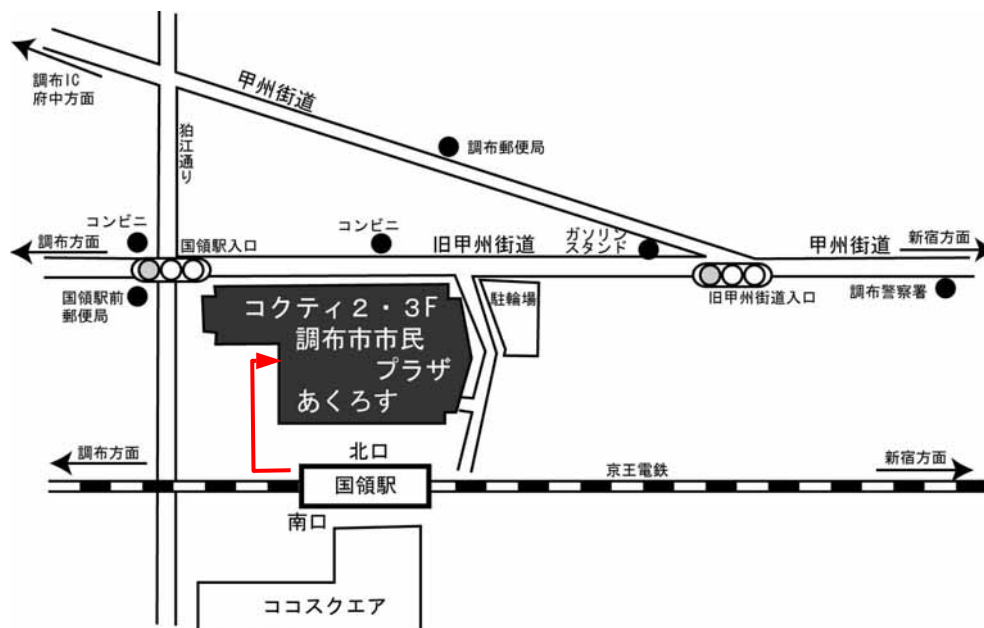 調布IC
府中方面
甲州街道
狛江通り
調布郵便局
コンビニ
調布方面
国領駅入口
コンビニ
旧甲州街道
ガソリン
スタンド
甲州街道
新宿方面
国領駅前
郵便局
コクティ2・3F
調布市市民
プラザ
あくろす
駐輪場
旧甲州街道入口
調布警察署
調布方面
北口
国領駅
京王電鉄
新宿方面
南口
ココスクエア